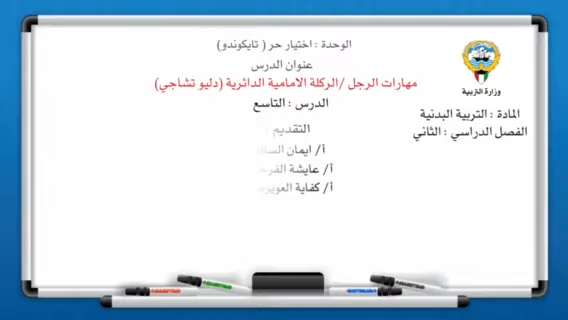 الوحدة : اختيار حر ( تايكوندو)
عنوان الدرس
مهارات الرجل /الركلة الامامية الدائرية (دليو تشاجي)
الدرس : التاسع
وزارة التربية
المادة : التربية البدنية
الفصل الدراسي : الثاني
التقديم
أ/ ايمان
أ/ عايشة
أ/ كفاية